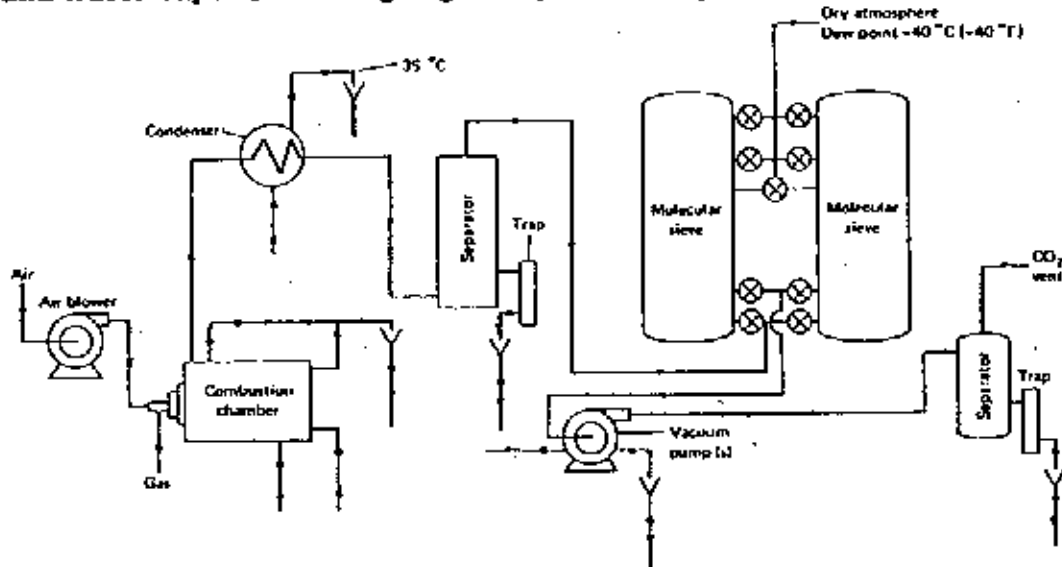 Dry atmosphere
Dew point -40 °C (-40 °F)
35 °C
Condenser
Separator
Trap
Molecular
sieve
Molecular
sieve
CO₂
vent
Air
Air blower
Combustion
chamber
Separator
Trap
Vacuum
pump (s)
Gas